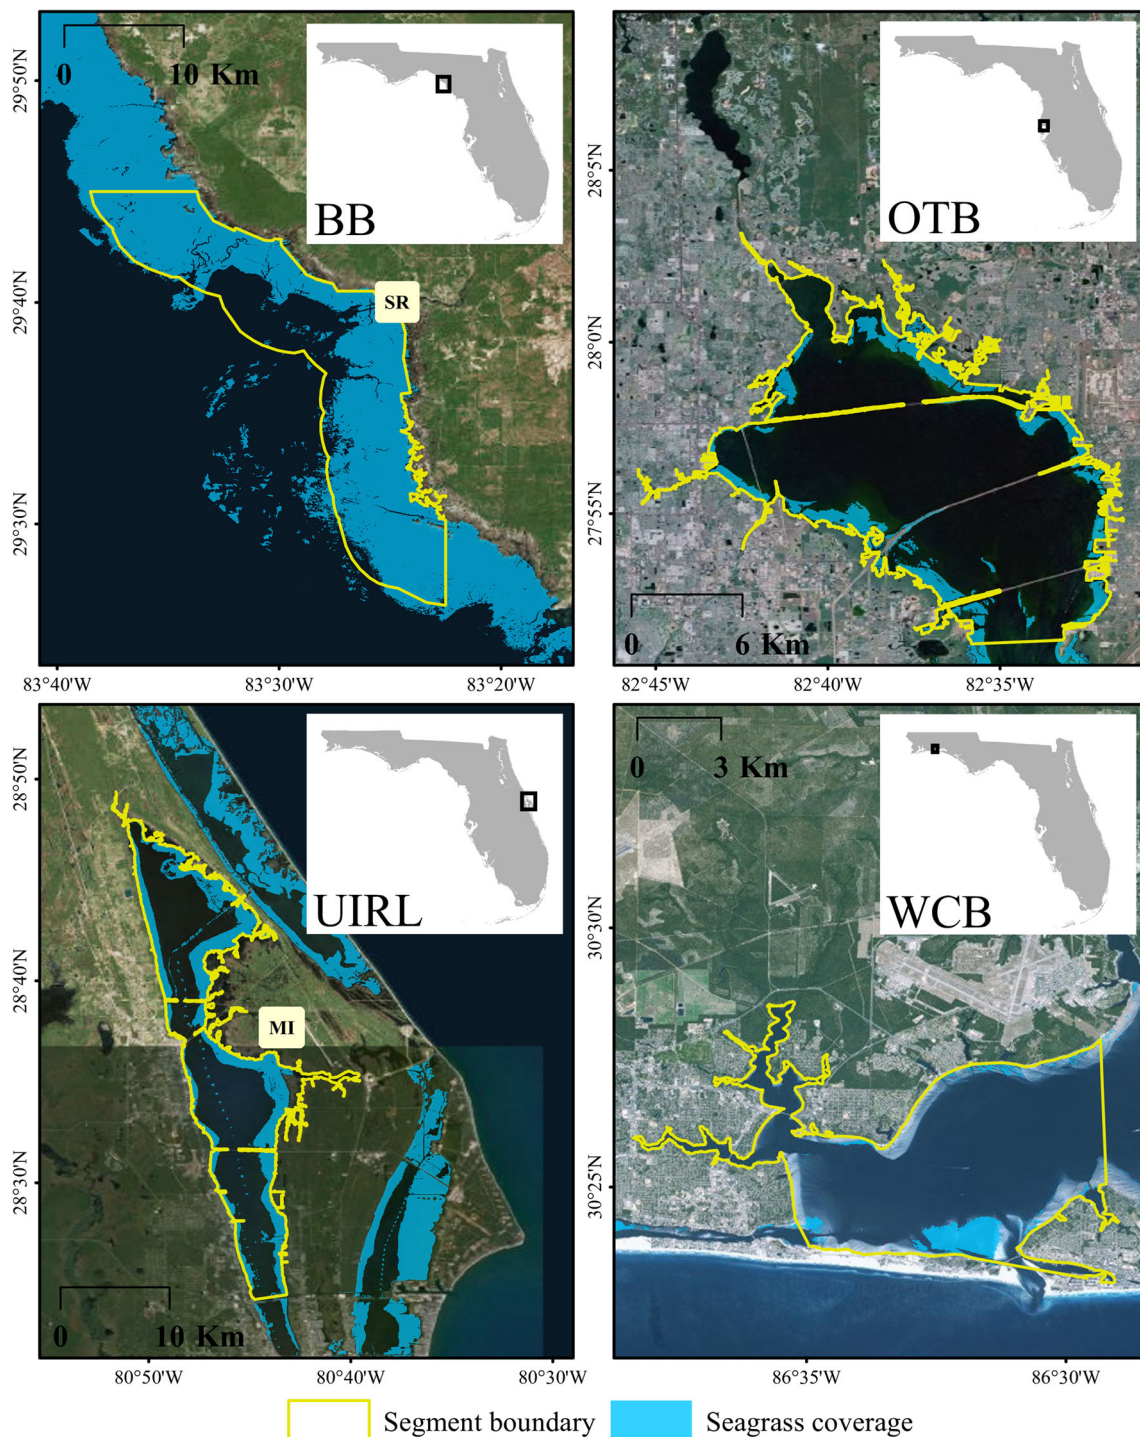 0 10 Km
BB
SR
29°50'N
29°40'N
29°30'N
83°40'W 83°30'W 83°20'W
OTB
0 6 Km
28°5'N
28°0'N
27°55'N
82°45'W 82°40'W 82°35'W
UIRL
MI
0 10 Km
28°50'N
28°40'N
28°30'N
80°50'W 80°40'W 80°30'W
0 3 Km
WCB
30°30'N
30°25'N
86°35'W 86°30'W
Segment boundary Seagrass coverage